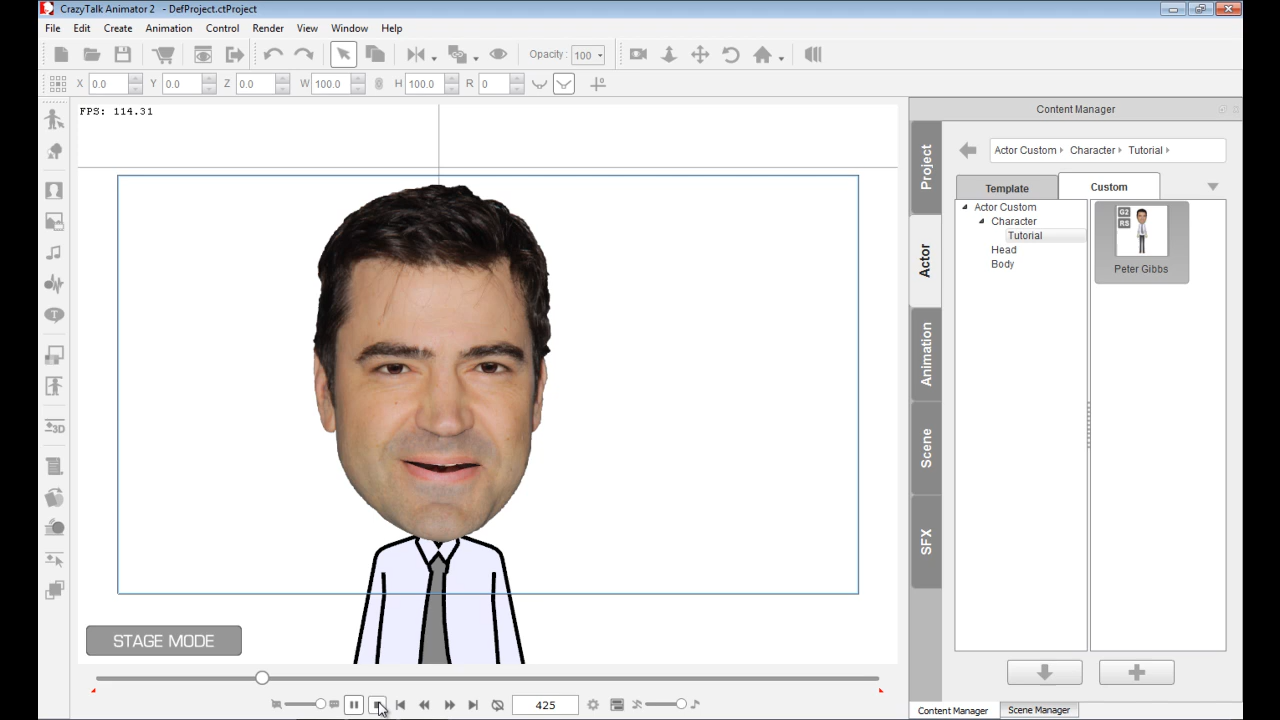 CrazyTalk Animator 2 - DefProject.ctProject
File Edit Create Animation Control Render View Window Help
Opacity: 100
X 0.0 Y 0.0 Z 0.0 W 100.0 H 100.0 R 0
FPS: 114.31
Content Manager
Project
Actor
Animation
Scene
SFX
Actor Custom Character Tutorial
Template Custom
Actor Custom
Character
Tutorial
Head
Body
G2
RS
Peter Gibbs
STAGE MODE
425
Content Manager Scene Manager